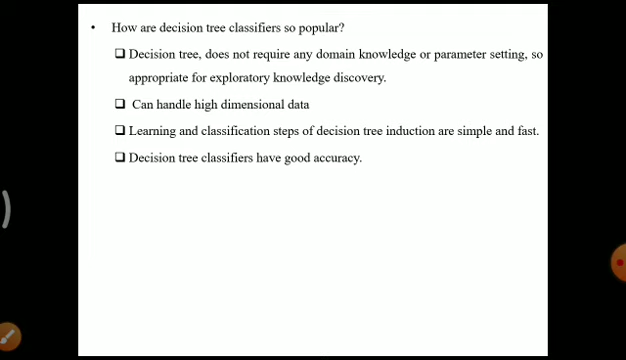 • How are decision tree classifiers so popular?
❑ Decision tree, does not require any domain knowledge or parameter setting, so
appropriate for exploratory knowledge discovery.
❑ Can handle high dimensional data
❑ Learning and classification steps of decision tree induction are simple and fast.
❑ Decision tree classifiers have good accuracy.